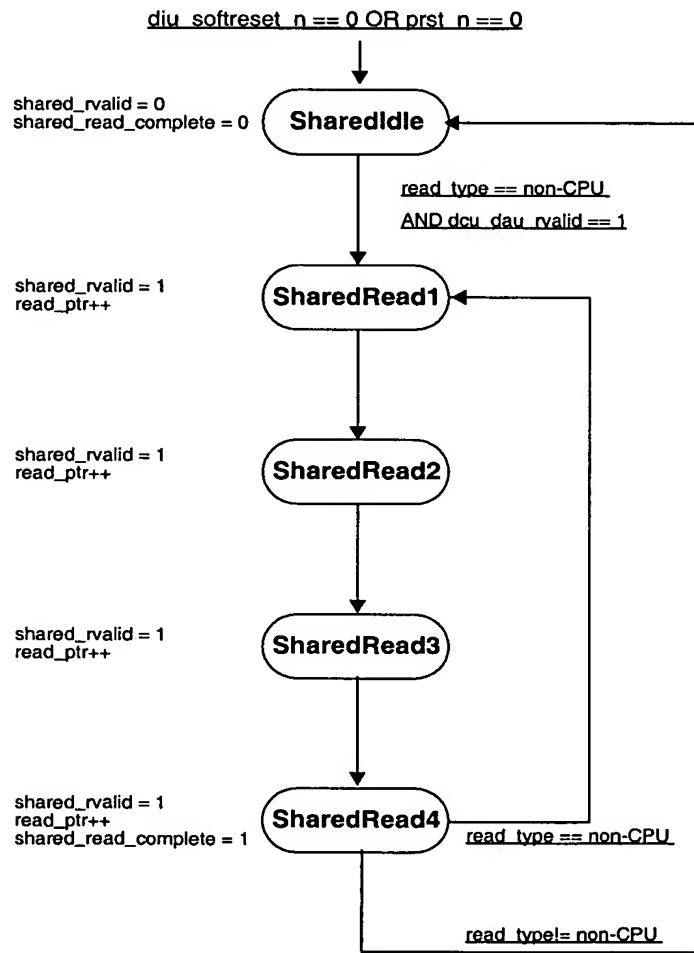 diu_softreset_n == 0 OR prst_n == 0
shared_rvalid = 0
shared_read_complete = 0
SharedIdle
read_type == non-CPU
AND dcu_dau_rvalid == 1
shared_rvalid = 1
read_ptr++
SharedRead1
shared_rvalid = 1
read_ptr++
SharedRead2
shared_rvalid = 1
read_ptr++
SharedRead3
shared_rvalid = 1
read_ptr++
shared_read_complete = 1
SharedRead4
read_type == non-CPU
read_type!= non-CPU